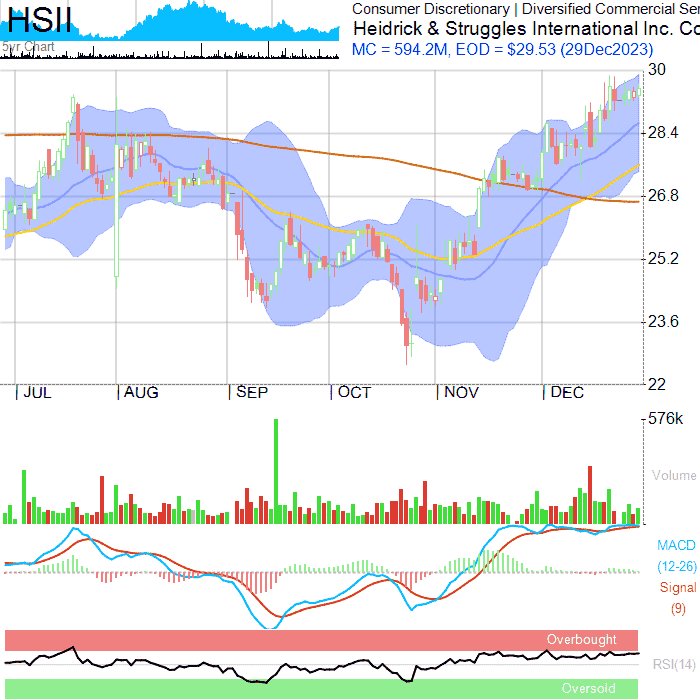 HSII
5yr Chart
Consumer Discretionary | Diversified Commercial Ser
Heidrick & Struggles International Inc. Co
MC = 594.2M, EOD = $29.53 (29Dec2023)
30
28.4
26.8
25.2
23.6
22
JUL AUG SEP OCT NOV DEC
576k
Volume
MACD
(12-26)
Signal
(9)
Overbought
RSI(14)
Oversold